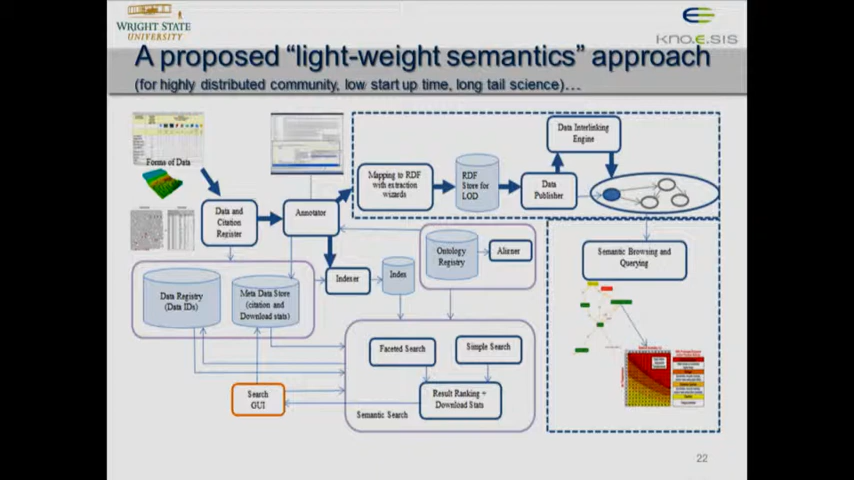 WRIGHT STATE
UNIVERSITY
KNO.E.SIS
A proposed “light-weight semantics” approach
(for highly distributed community, low start up time, long tail science)…
Forms of Data
Data and
Citation
Register
Annotator
Mapping to RDF
with extraction
wizards
RDF
Store for
LOD
Data
Publisher
Data Interlinking
Engine
Semantic Browsing and
Querying
Ontology
Registry
Indexer
Index
Data Registry
(Data IDs)
Meta Data Store
(citation and
Download stats)
Faceted Search
Simple Search
Result Ranking +
Download Stats
Semantic Search
Search
GUI
22